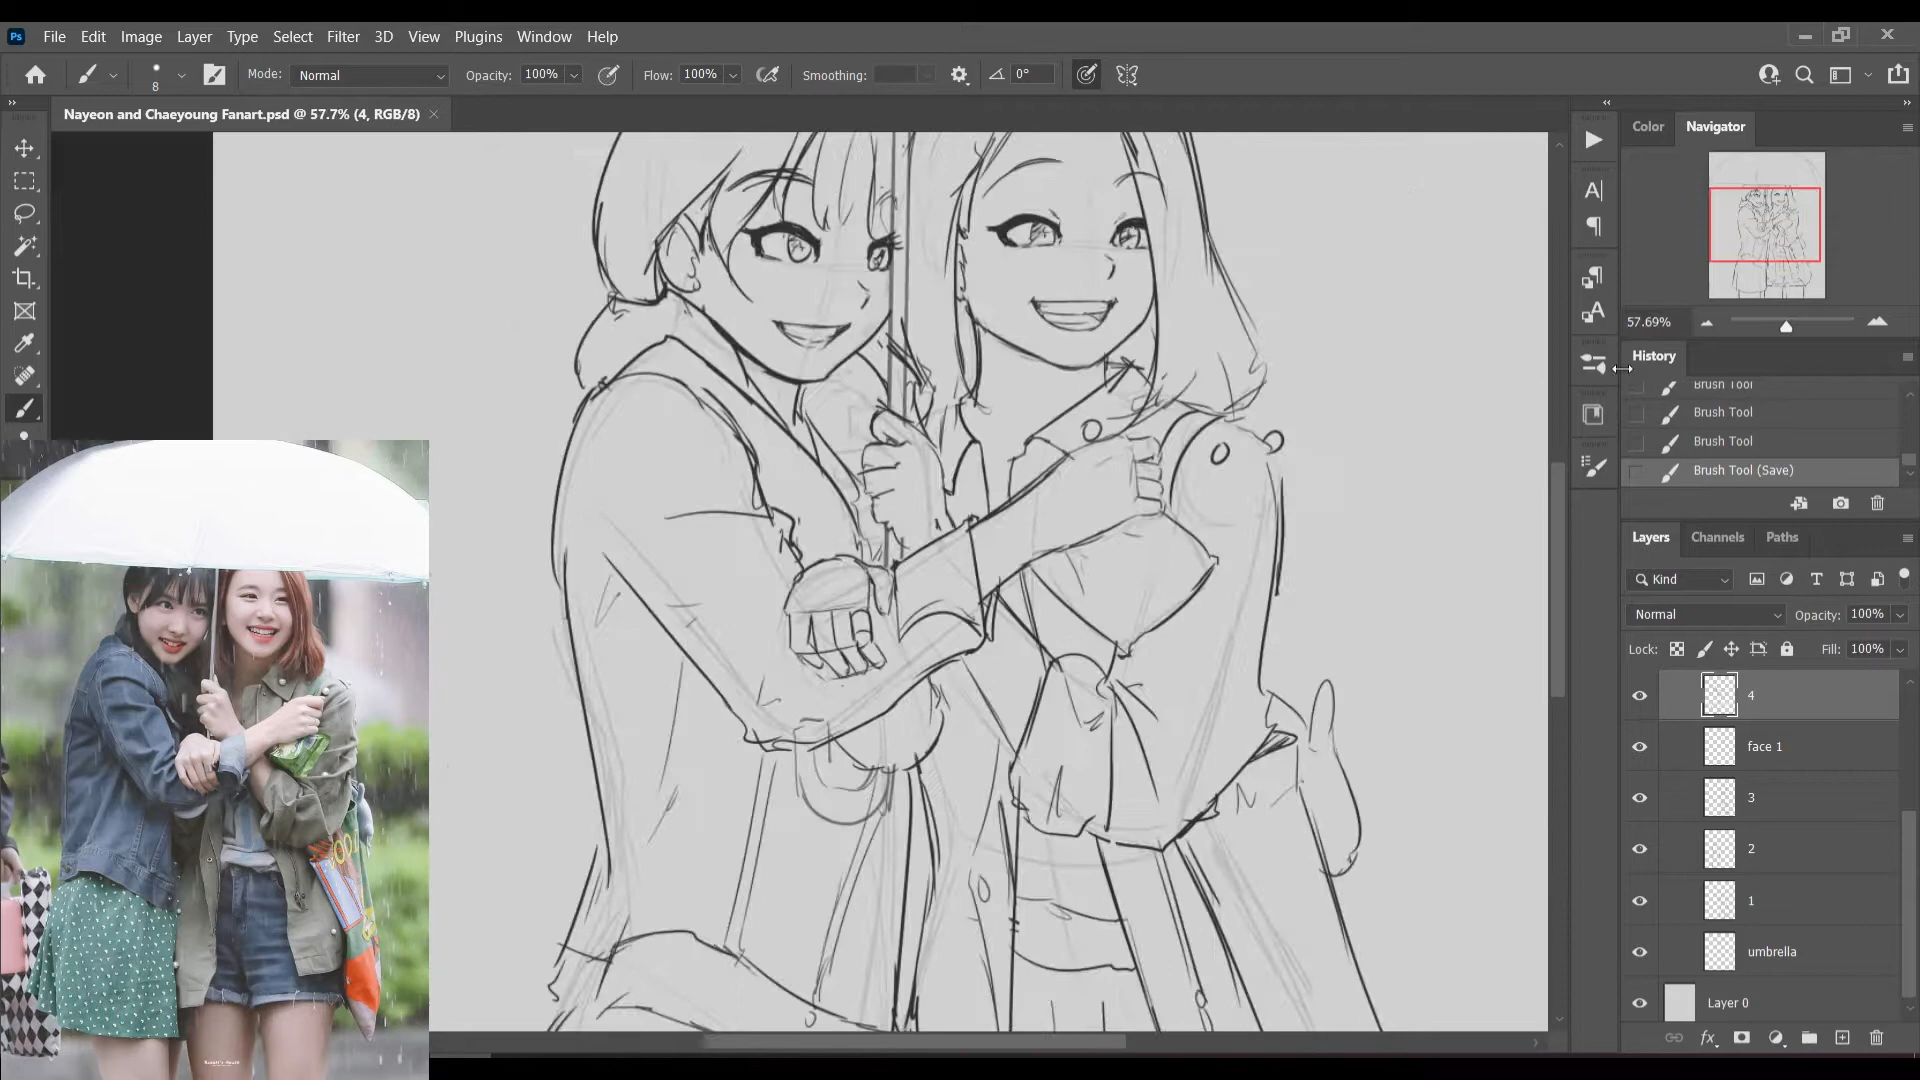 Ps File Edit Image Layer Type Select Filter 3D View Plugins Window Help
8 Mode: Normal Opacity: 100% Flow: 100% Smoothing: 0°
Nayeon and Chaeyoung Fanart.psd @ 57.7% (4, RGB/8)
Color Navigator
57.69%
History
Brush Tool
Brush Tool
Brush Tool
Brush Tool (Save)
Layers Channels Paths
Kind
Normal Opacity: 100%
Lock: Fill: 100%
4
face 1
3
2
1
umbrella
Layer 0